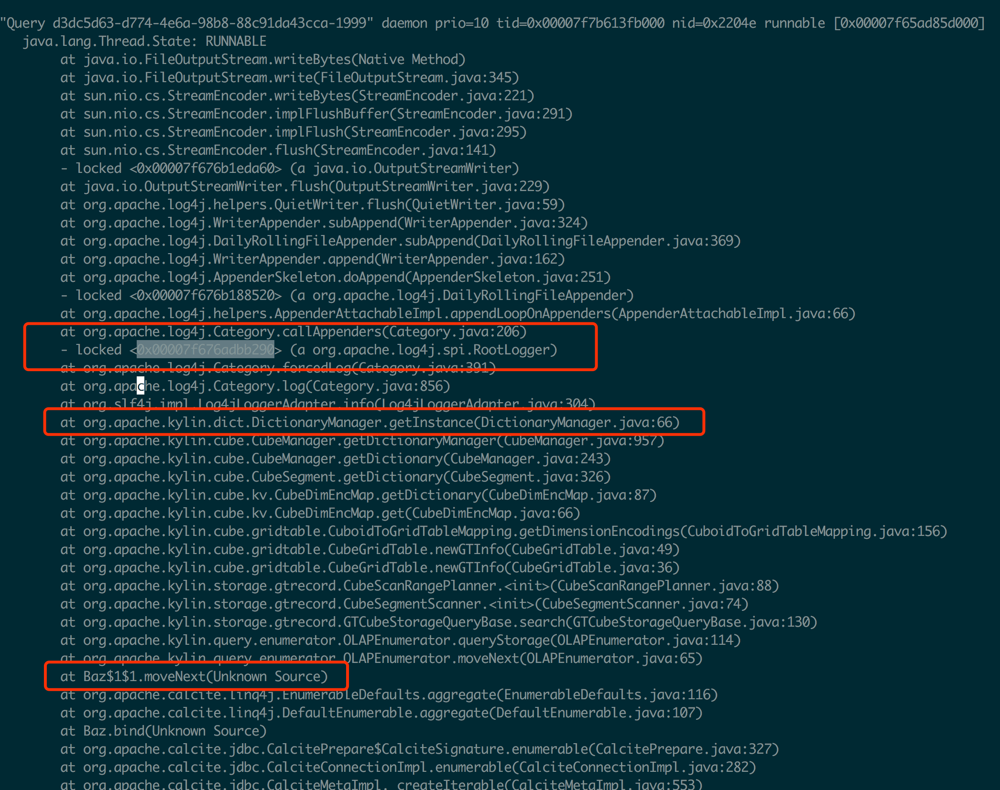 "Query d3dc5d63-d774-4e6a-98b8-88c91da43cca-1999" daemon prio=10 tid=0x00007f7b613fb000 nid=0x2204e runnable [0x00007f65ad85d000]
java.lang.Thread.State: RUNNABLE
at java.io.FileOutputStream.writeBytes(Native Method)
at java.io.FileOutputStream.write(FileOutputStream.java:345)
at sun.nio.cs.StreamEncoder.writeBytes(StreamEncoder.java:221)
at sun.nio.cs.StreamEncoder.implFlushBuffer(StreamEncoder.java:291)
at sun.nio.cs.StreamEncoder.implFlush(StreamEncoder.java:295)
at sun.nio.cs.StreamEncoder.flush(StreamEncoder.java:141)
- locked <0x00007f676b1eda60> (a java.io.OutputStreamWriter)
at java.io.OutputStreamWriter.flush(OutputStreamWriter.java:229)
at org.apache.log4j.helpers.QuietWriter.flush(QuietWriter.java:59)
at org.apache.log4j.WriterAppender.subAppend(WriterAppender.java:324)
at org.apache.log4j.DailyRollingFileAppender.subAppend(DailyRollingFileAppender.java:369)
at org.apache.log4j.WriterAppender.append(WriterAppender.java:162)
at org.apache.log4j.AppenderSkeleton.doAppend(AppenderSkeleton.java:251)
- locked <0x00007f676b188520> (a org.apache.log4j.DailyRollingFileAppender)
at org.apache.log4j.helpers.AppenderAttachableImpl.appendLoopOnAppenders(AppenderAttachableImpl.java:66)
at org.apache.log4j.Category.callAppenders(Category.java:206)
- locked <0x00007f676adbb290> (a org.apache.log4j.spi.RootLogger)
at org.apache.log4j.Category.forcedLog(Category.java:391)
at org.apache.log4j.Category.log(Category.java:856)
at org.slf4j.impl.Log4jLoggerAdapter.info(Log4jLoggerAdapter.java:304)
at org.apache.kylin.dict.DictionaryManager.getInstance(DictionaryManager.java:66)
at org.apache.kylin.cube.CubeManager.getDictionaryManager(CubeManager.java:957)
at org.apache.kylin.cube.CubeManager.getDictionary(CubeManager.java:243)
at org.apache.kylin.cube.CubeSegment.getDictionary(CubeSegment.java:326)
at org.apache.kylin.cube.kv.CubeDimEncMap.getDictionary(CubeDimEncMap.java:87)
at org.apache.kylin.cube.kv.CubeDimEncMap.get(CubeDimEncMap.java:66)
at org.apache.kylin.cube.gridtable.CuboidToGridTableMapping.getDimensionEncodings(CuboidToGridTableMapping.java:156)
at org.apache.kylin.cube.gridtable.CubeGridTable.newGTInfo(CubeGridTable.java:49)
at org.apache.kylin.cube.gridtable.CubeGridTable.newGTInfo(CubeGridTable.java:36)
at org.apache.kylin.storage.gtrecord.CubeScanRangePlanner.<init>(CubeScanRangePlanner.java:88)
at org.apache.kylin.storage.gtrecord.CubeSegmentScanner.<init>(CubeSegmentScanner.java:74)
at org.apache.kylin.storage.gtrecord.GTCubeStorageQueryBase.search(GTCubeStorageQueryBase.java:130)
at org.apache.kylin.query.enumerator.OLAPEnumerator.queryStorage(OLAPEnumerator.java:114)
at org.apache.kylin.query.enumerator.OLAPEnumerator.moveNext(OLAPEnumerator.java:65)
at Baz$1$1.moveNext(Unknown Source)
at org.apache.calcite.linq4j.EnumerableDefaults.aggregate(EnumerableDefaults.java:116)
at org.apache.calcite.linq4j.DefaultEnumerable.aggregate(DefaultEnumerable.java:107)
at Baz.bind(Unknown Source)
at org.apache.calcite.jdbc.CalcitePrepare$CalciteSignature.enumerable(CalcitePrepare.java:327)
at org.apache.calcite.jdbc.CalciteConnectionImpl.enumerable(CalciteConnectionImpl.java:282)
at org.apache.calcite.jdbc.CalciteMetaImpl._createIterable(CalciteMetaImpl.java:553)